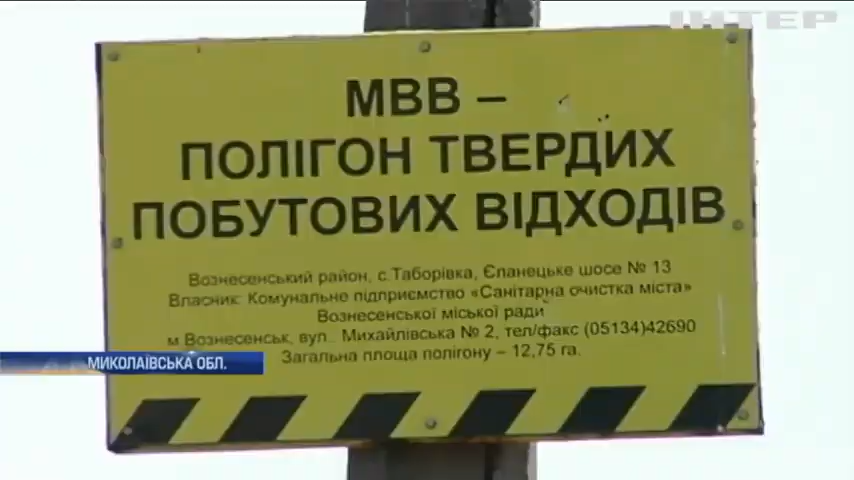 ІНТЕР
МВВ –
ПОЛІГОН ТВЕРДИХ
ПОБУТОВИХ ВІДХОДІВ
Вознесенський район, с.Таборівка, Єланецьке шосе № 13
Власник: Комунальне підприємство «Санітарна очистка міста»
Вознесенської міської ради
м.Вознесенськ, вул.. Михайлівська № 2, тел/факс (05134)42690
Загальна площа полігону – 12,75 га.
МИКОЛАЇВСЬКА ОБЛ.